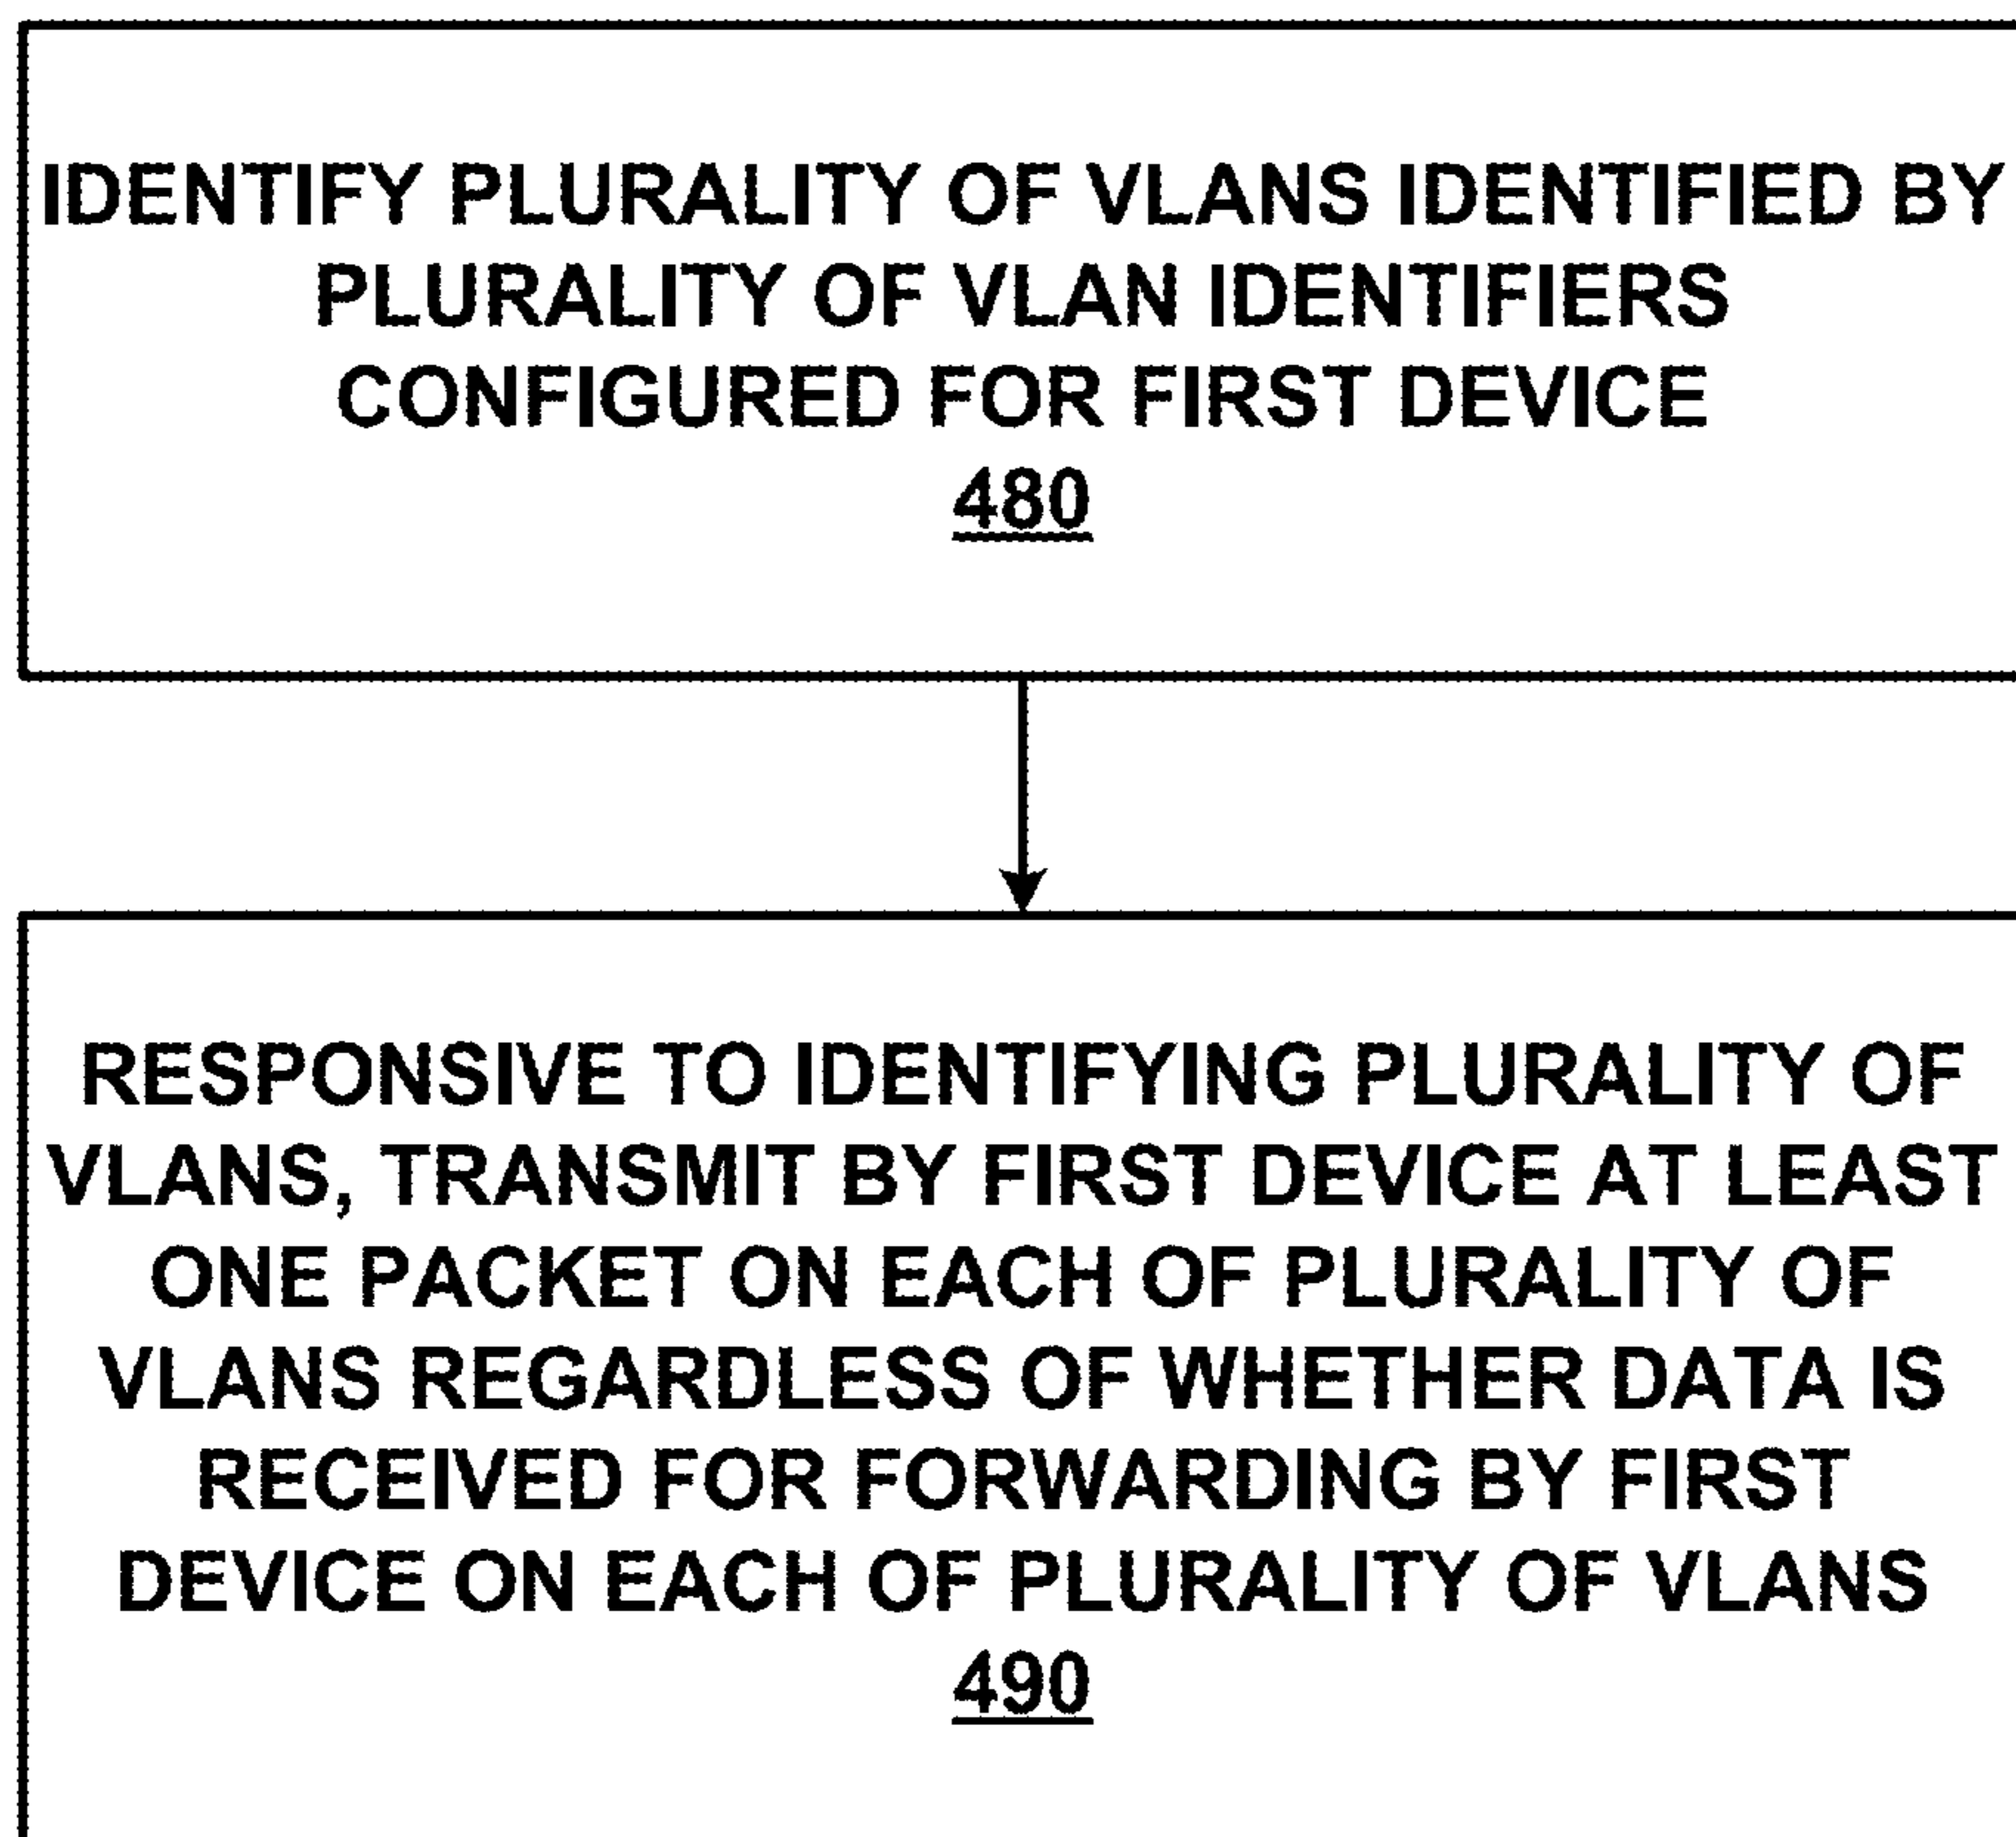 IDENTIFY PLURALITY OF VLANS IDENTIFIED BY
PLURALITY OF VLAN IDENTIFIERS
CONFIGURED FOR FIRST DEVICE
480
RESPONSIVE TO IDENTIFYING PLURALITY OF
VLANS, TRANSMIT BY FIRST DEVICE AT LEAST
ONE PACKET ON EACH OF PLURALITY OF
VLANS REGARDLESS OF WHETHER DATA IS
RECEIVED FOR FORWARDING BY FIRST
DEVICE ON EACH OF PLURALITY OF VLANS
490